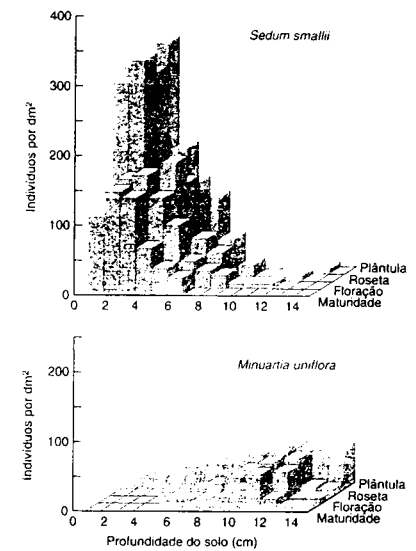 400
Sedum smallii
300
Indivíduos por dm²
200
100
Plântula
Roseta
Floração
Maturidade
0
0 2 4 6 8 10 12 14
Minuartia uniflora
200
Indivíduos por dm²
100
Plântula
Roseta
Floração
Maturidade
0
0 2 4 6 8 10 12 14
Profundidade do solo (cm)